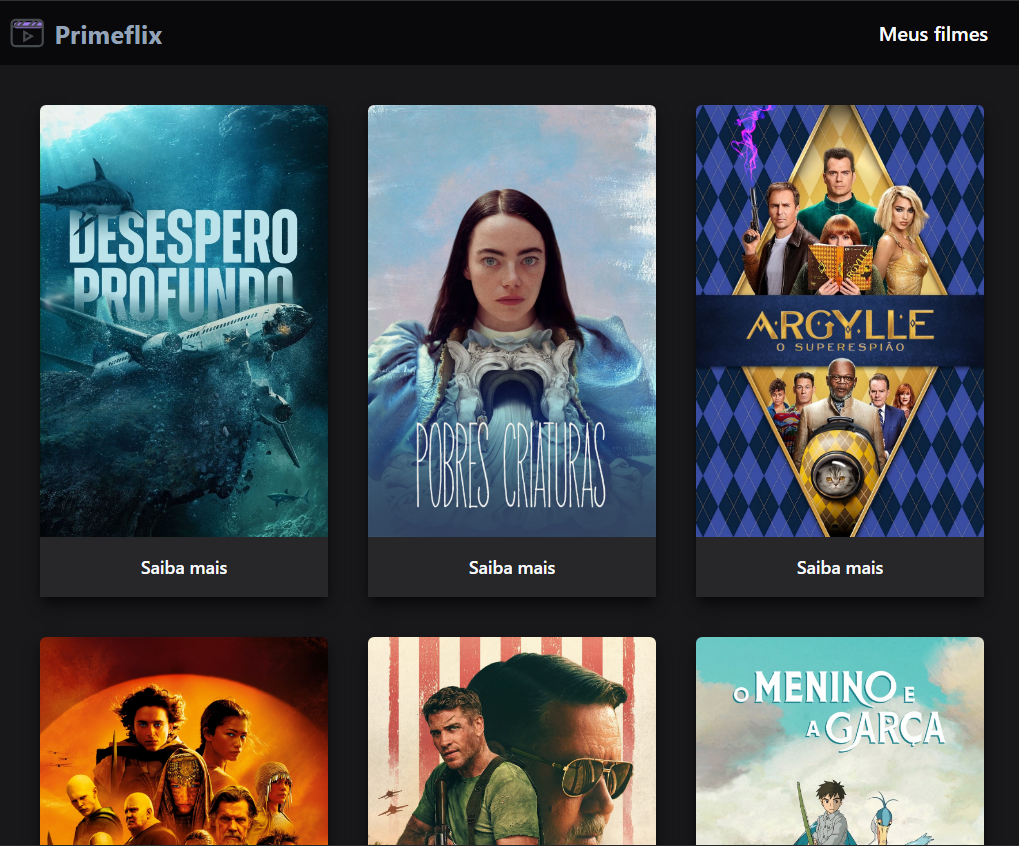 Primeflix
Meus filmes
DESESPERO
PROFUNDO
POBRES CRIATURAS
ARGYLLE
O SUPERESPIÃO
Saiba mais
Saiba mais
Saiba mais
O MENINO E
A GARÇA